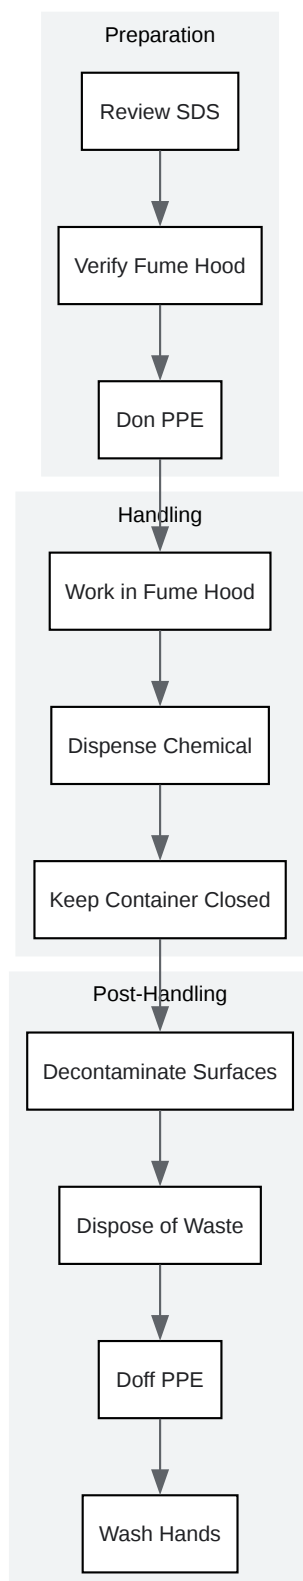 Preparation
Review SDS
Verify Fume Hood
Don PPE
Handling
Work in Fume Hood
Dispense Chemical
Keep Container Closed
Post-Handling
Decontaminate Surfaces
Dispose of Waste
Doff PPE
Wash Hands